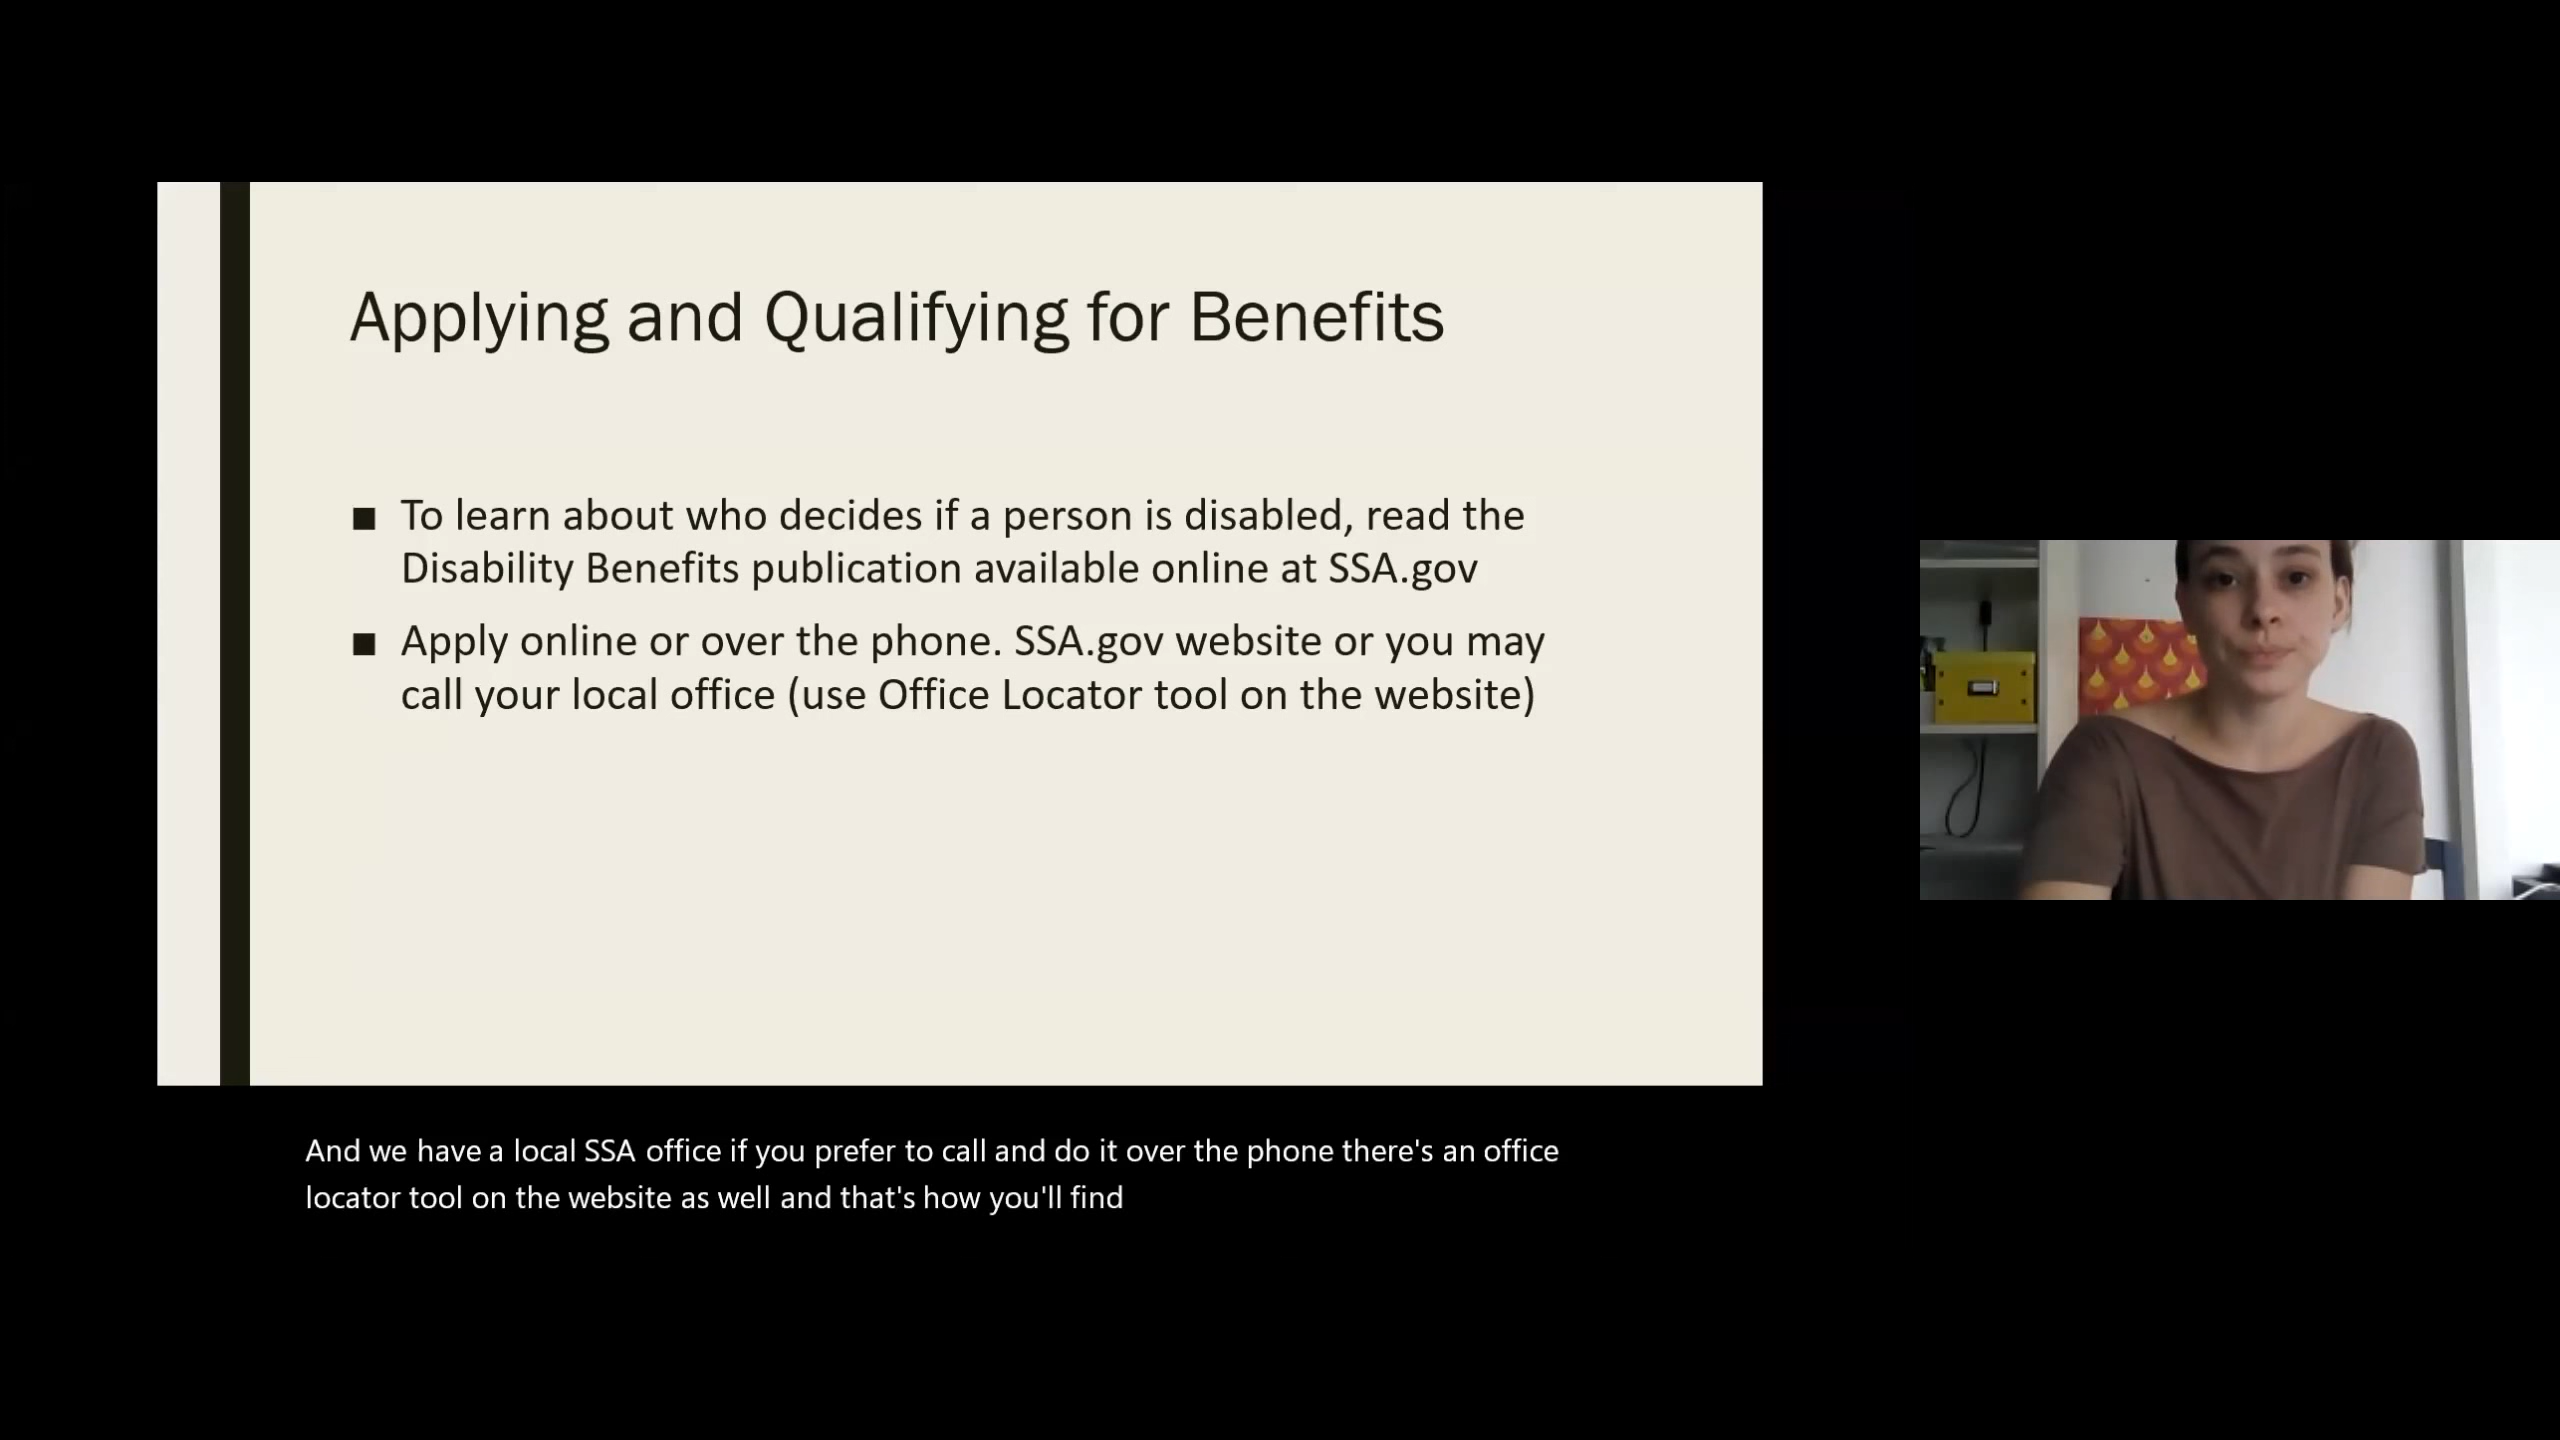 Applying and Qualifying for Benefits
■ To learn about who decides if a person is disabled, read the
Disability Benefits publication available online at SSA.gov
■ Apply online or over the phone. SSA.gov website or you may
call your local office (use Office Locator tool on the website)
And we have a local SSA office if you prefer to call and do it over the phone there's an office
locator tool on the website as well and that's how you'll find